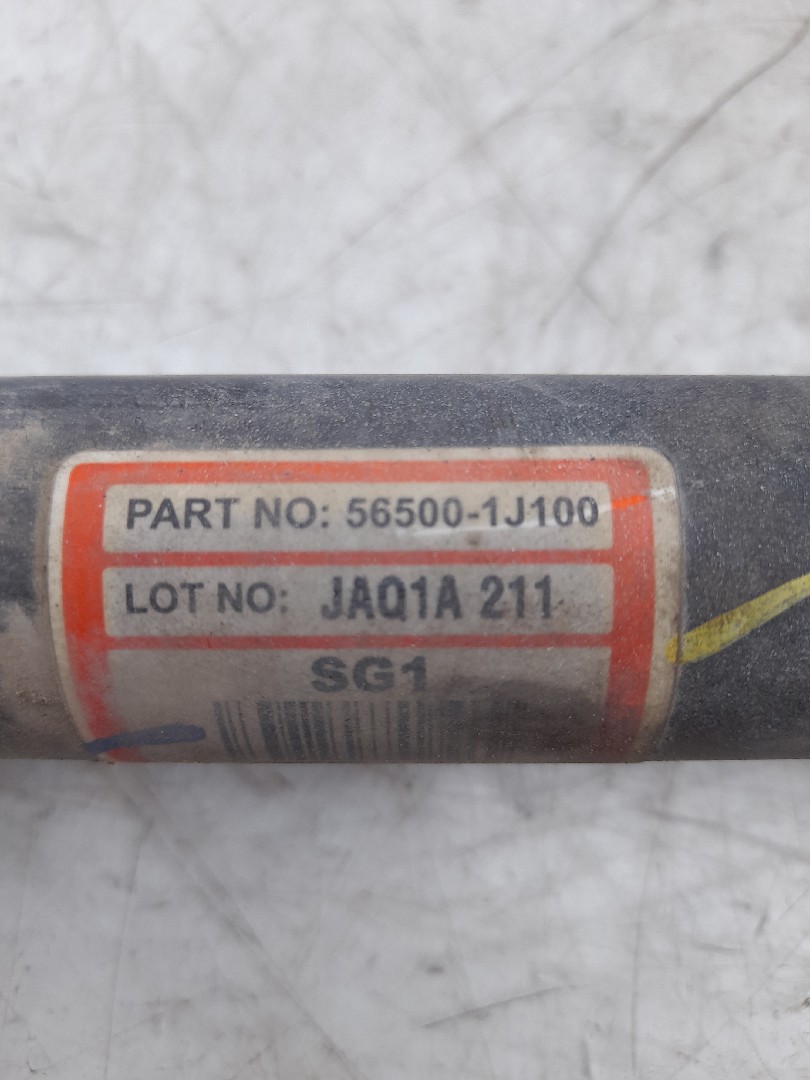 PART NO: 56500-1J100
LOT NO: JAQ1A 211
SG1